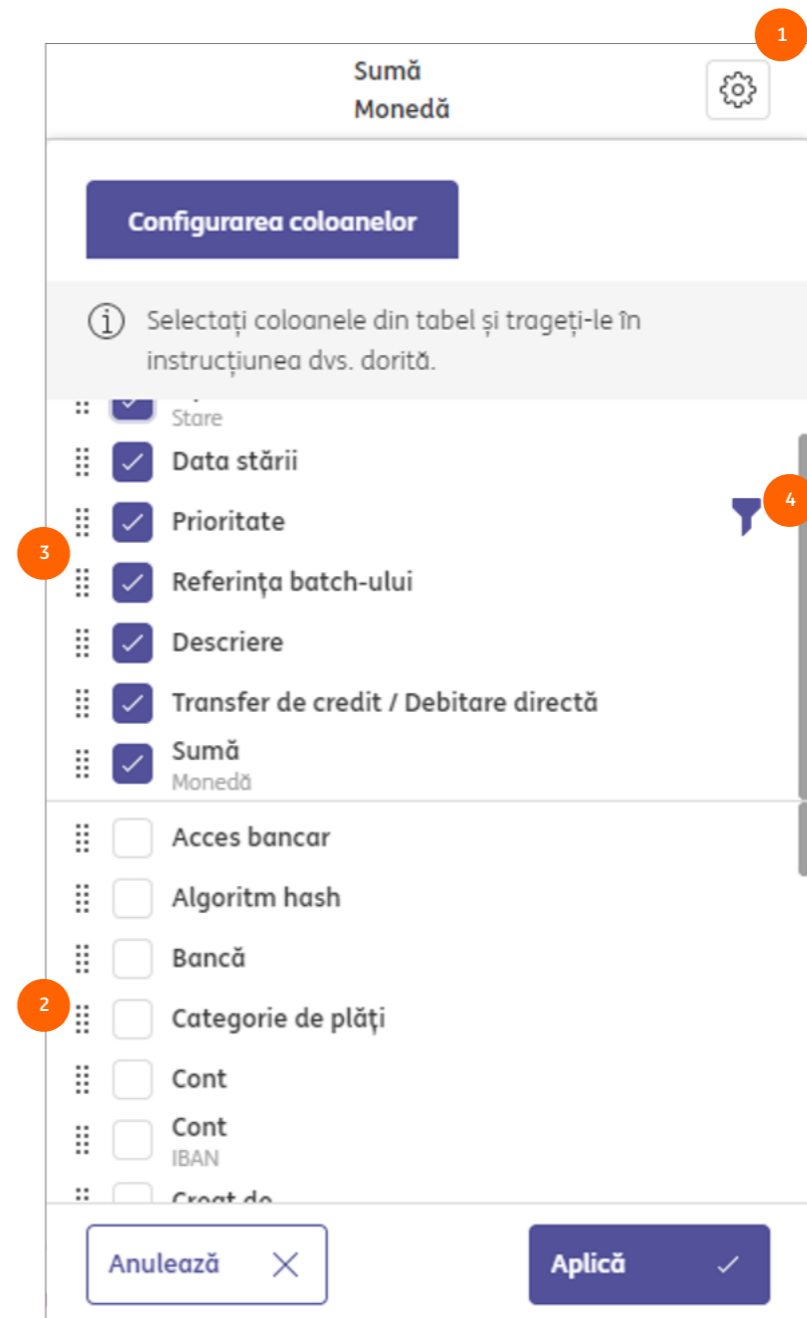 1
Sumă
Monedă
Configurarea coloanelor
Selectați coloanele din tabel și trageți-le în
instrucțiunea dvs. dorită.
Stare
Data stării
4
Prioritate
3
Referința batch-ului
Descriere
Transfer de credit / Debitare directă
Sumă
Monedă
Acces bancar
Algoritm hash
Bancă
2
Categorie de plăți
Cont
Cont
IBAN
Creat de
Anulează
Aplică